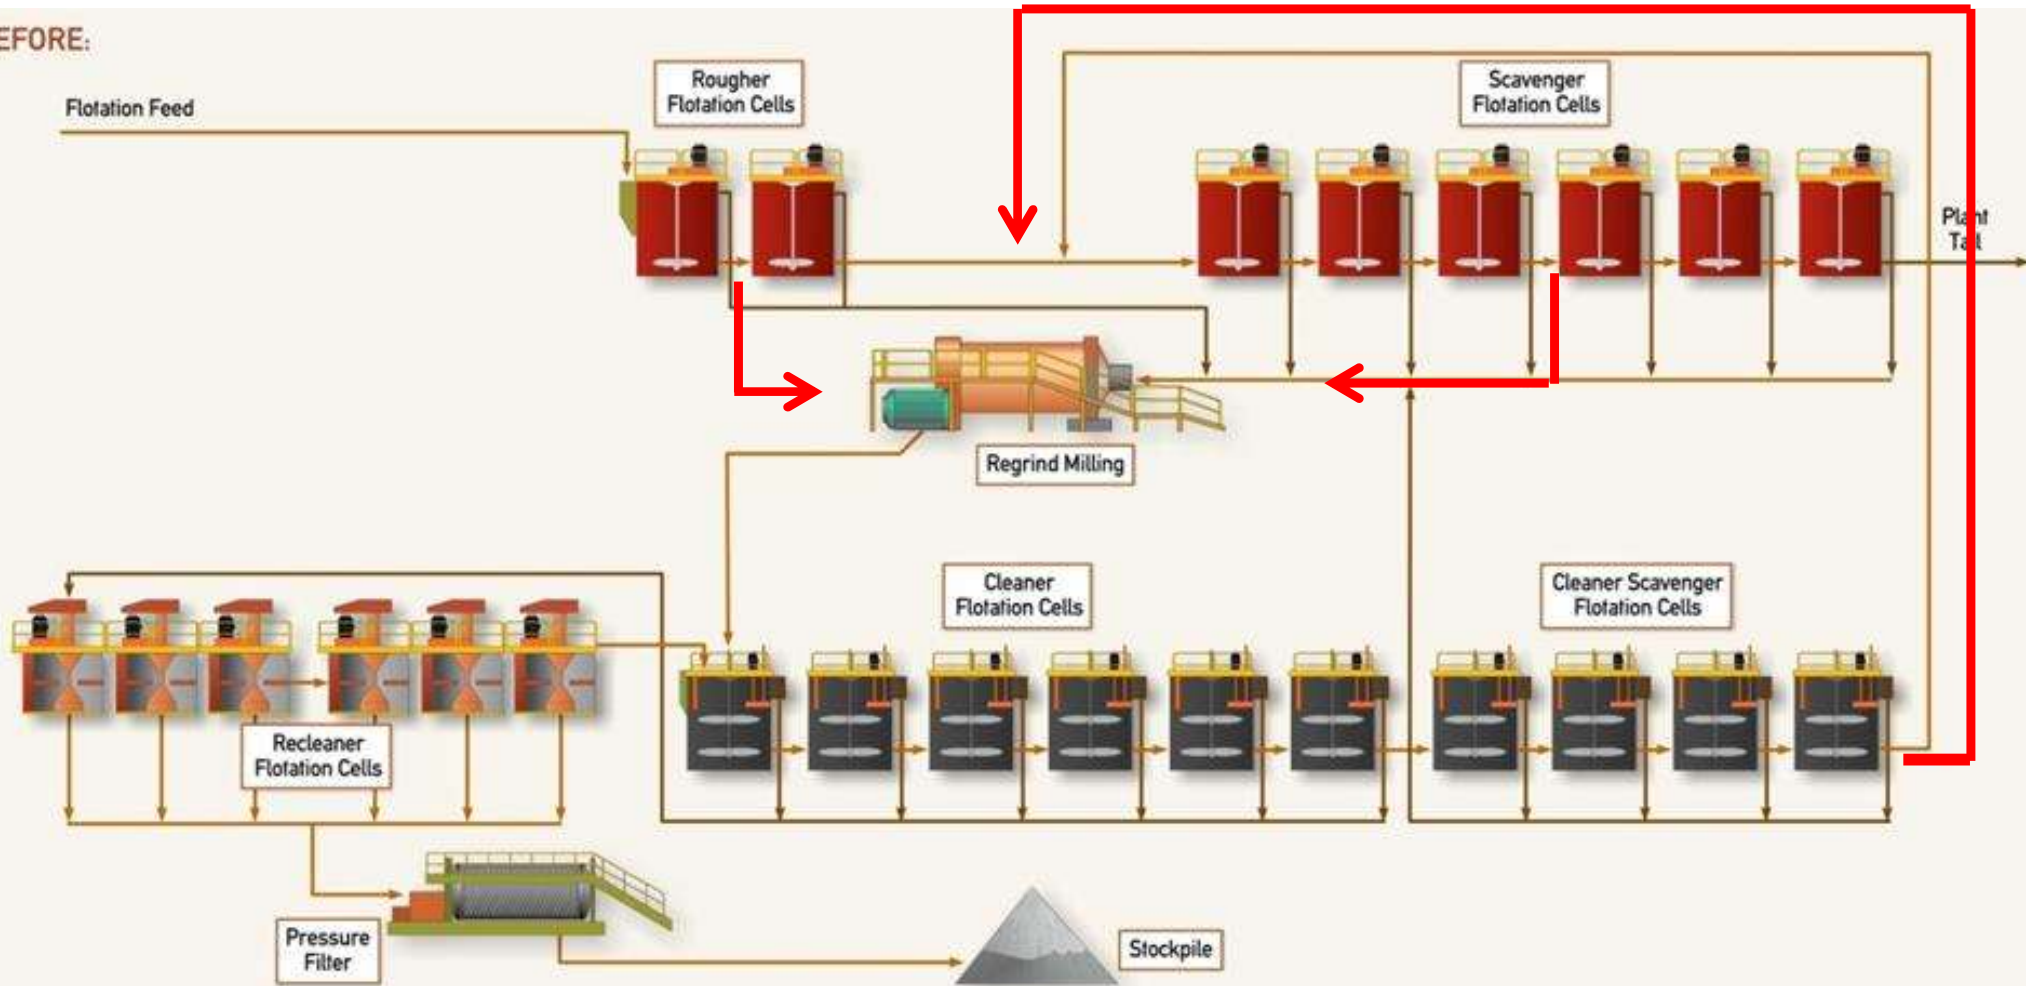 EFORE:
Flotation Feed
Rougher
Flotation Cells
Scavenger
Flotation Cells
Plant
Tail
Regrind Milling
Cleaner
Flotation Cells
Cleaner Scavenger
Flotation Cells
Recleaner
Flotation Cells
Pressure
Filter
Stockpile